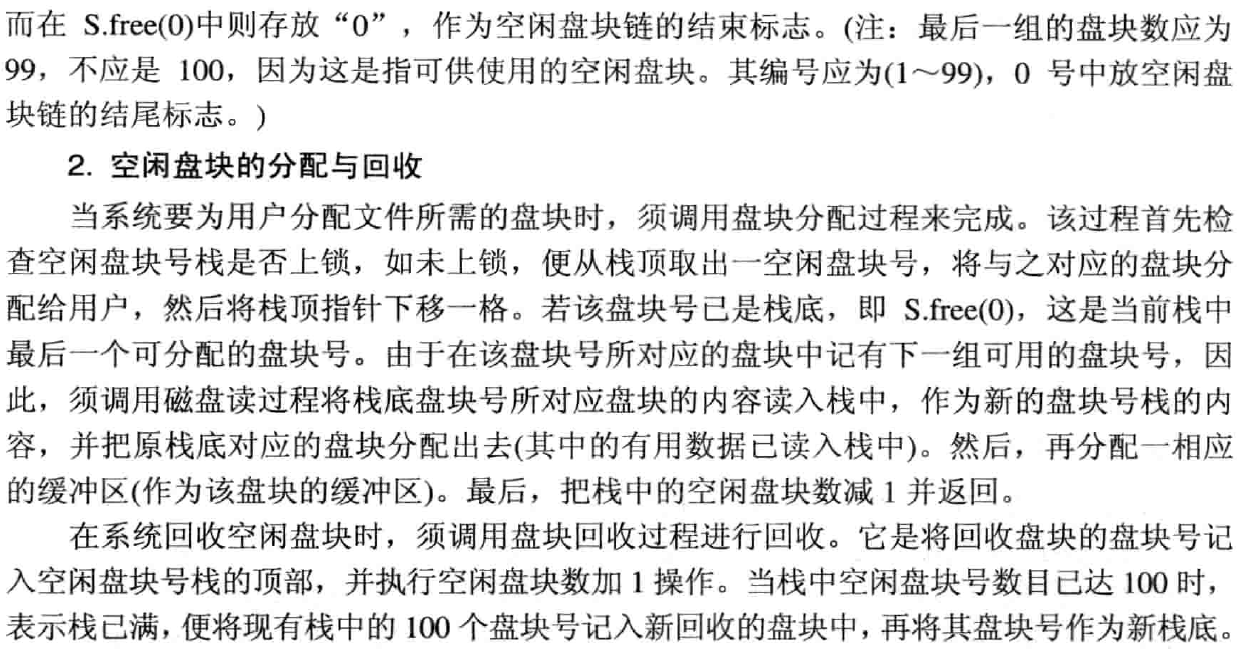 而在 S.free(0)中则存放“0”，作为空闲盘块链的结束标志。(注：最后一组的盘块数应为
99，不应是 100，因为这是指可供使用的空闲盘块。其编号应为(1～99)，0 号中放空闲盘
块链的结尾标志。)
2. 空闲盘块的分配与回收
当系统要为用户分配文件所需的盘块时，须调用盘块分配过程来完成。该过程首先检
查空闲盘块号栈是否上锁，如未上锁，便从栈顶取出一空闲盘块号，将与之对应的盘块分
配给用户，然后将栈顶指针下移一格。若该盘块号已是栈底，即 S.free(0)，这是当前栈中
最后一个可分配的盘块号。由于在该盘块号所对应的盘块中记有下一组可用的盘块号，因
此，须调用磁盘读过程将栈底盘块号所对应盘块的内容读入栈中，作为新的盘块号栈的内
容，并把原栈底对应的盘块分配出去(其中的有用数据已读入栈中)。然后，再分配一相应
的缓冲区(作为该盘块的缓冲区)。最后，把栈中的空闲盘块数减 1 并返回。
在系统回收空闲盘块时，须调用盘块回收过程进行回收。它是将回收盘块的盘块号记
入空闲盘块号栈的顶部，并执行空闲盘块数加 1 操作。当栈中空闲盘块号数目已达 100 时，
表示栈已满，便将现有栈中的 100 个盘块号记入新回收的盘块中，再将其盘块号作为新栈底。